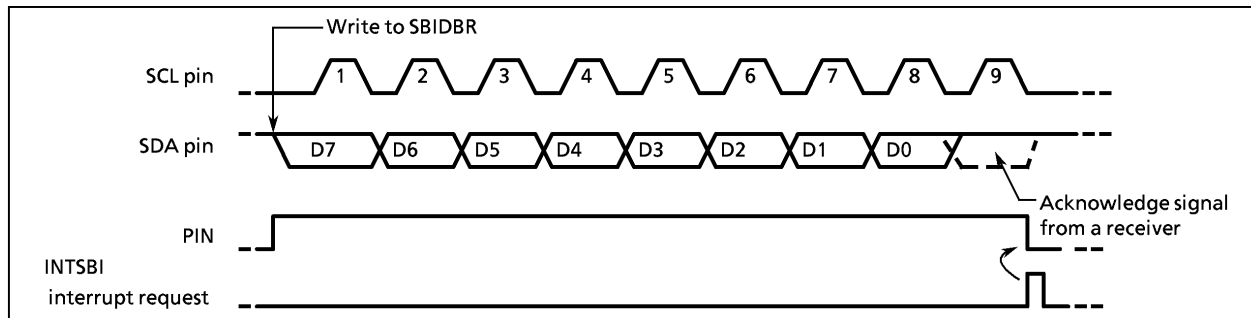 Write to SBIDBR
SCL pin 1 2 3 4 5 6 7 8 9
SDA pin D7 D6 D5 D4 D3 D2 D1 D0
Acknowledge signal
from a receiver
PIN
INTSBI
interrupt request